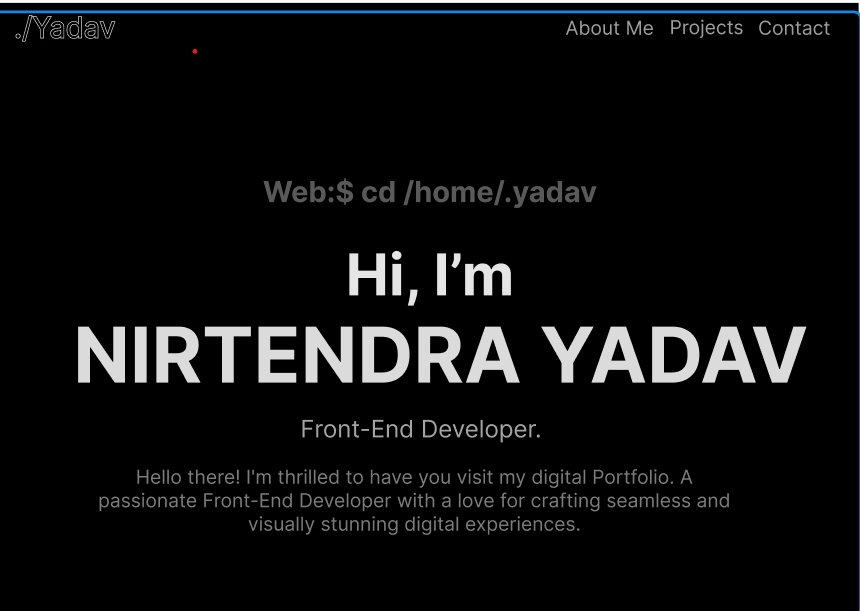 ./Yadav
About Me Projects Contact
Web:$ cd /home/.yadav
Hi, I’m
NIRTENDRA YADAV
Front-End Developer.
Hello there! I'm thrilled to have you visit my digital Portfolio. A
passionate Front-End Developer with a love for crafting seamless and
visually stunning digital experiences.